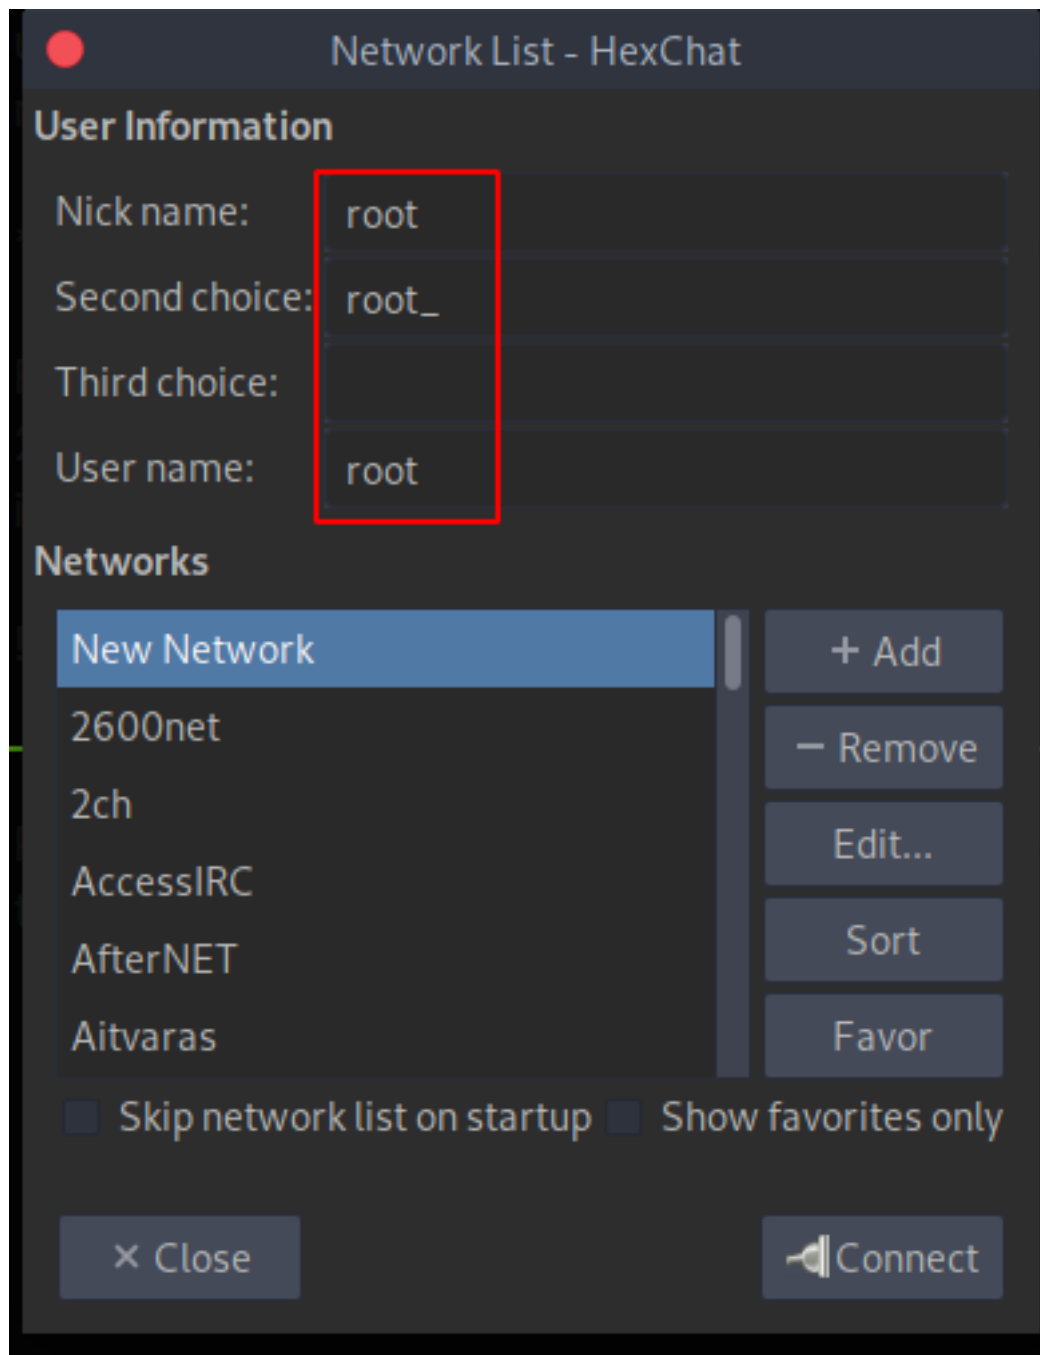 Network List - HexChat
User Information
Nick name: root
Second choice: root_
Third choice:
User name: root
Networks
New Network
2600net
2ch
AccessIRC
AfterNET
Aitvaras
+ Add
− Remove
Edit...
Sort
Favor
Skip network list on startup Show favorites only
× Close Connect